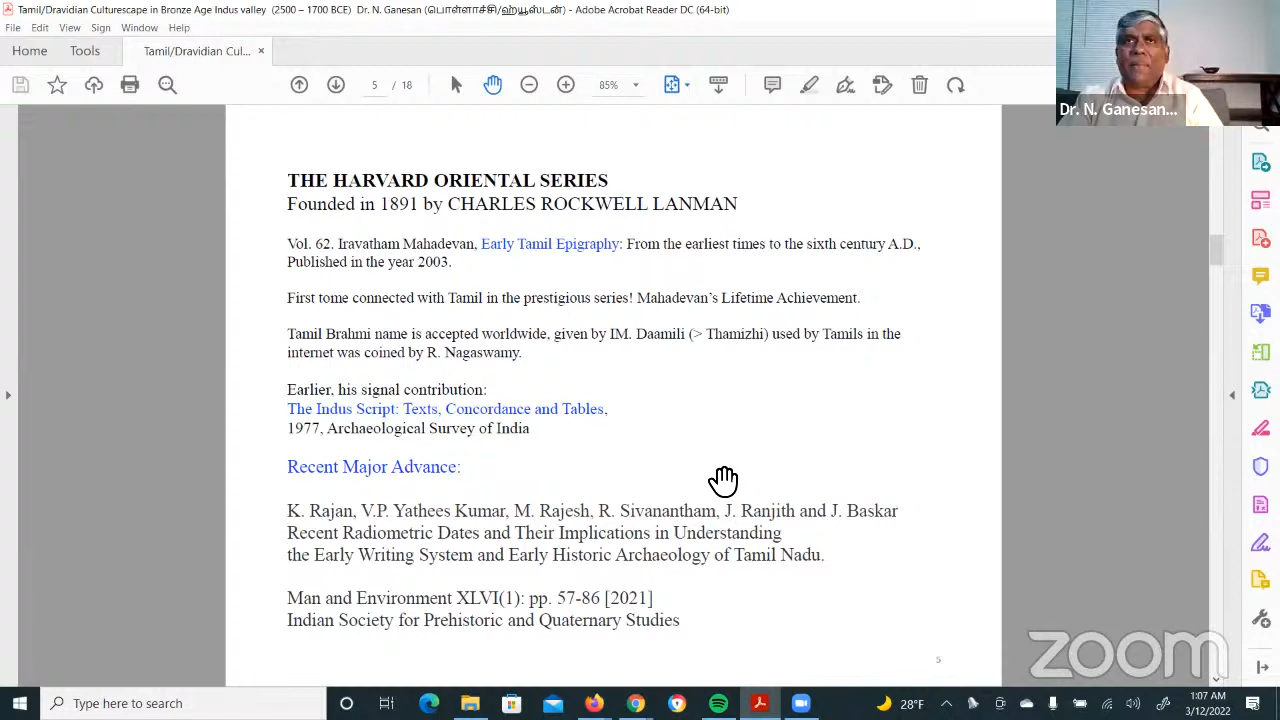 Tamil/Dravidian Culturescape in Bronze Age Indus valley (2500 – 1700 BCE) Dr. N. Ganesan (பொள்ளாச்சி/ஹ்யூஸ்டன்) - Adobe Acrobat Reader DC (64-bit)
File Edit View Sign Window Help
Home Tools Tamil/Dravidian Cul... ×
5 / 18 85%
Dr. N. Ganesan...
THE HARVARD ORIENTAL SERIES
Founded in 1891 by CHARLES ROCKWELL LANMAN
Vol. 62. Iravatham Mahadevan, Early Tamil Epigraphy: From the earliest times to the sixth century A.D.,
Published in the year 2003.
First tome connected with Tamil in the prestigious series! Mahadevan's Lifetime Achievement.
Tamil Brahmi name is accepted worldwide, given by IM. Daamili (> Thamizhi) used by Tamils in the
internet was coined by R. Nagaswamy.
Earlier, his signal contribution:
The Indus Script: Texts, Concordance and Tables,
1977, Archaeological Survey of India
Recent Major Advance:
K. Rajan, V.P. Yathees Kumar, M. Rajesh, R. Sivanantham, J. Ranjith and J. Baskar
Recent Radiometric Dates and Their Implications in Understanding
the Early Writing System and Early Historic Archaeology of Tamil Nadu.
Man and Environment XLVI(1): pp. 57-86 [2021]
Indian Society for Prehistoric and Quaternary Studies
5
zoom
Type here to search
28°F
1:07 AM
3/12/2022